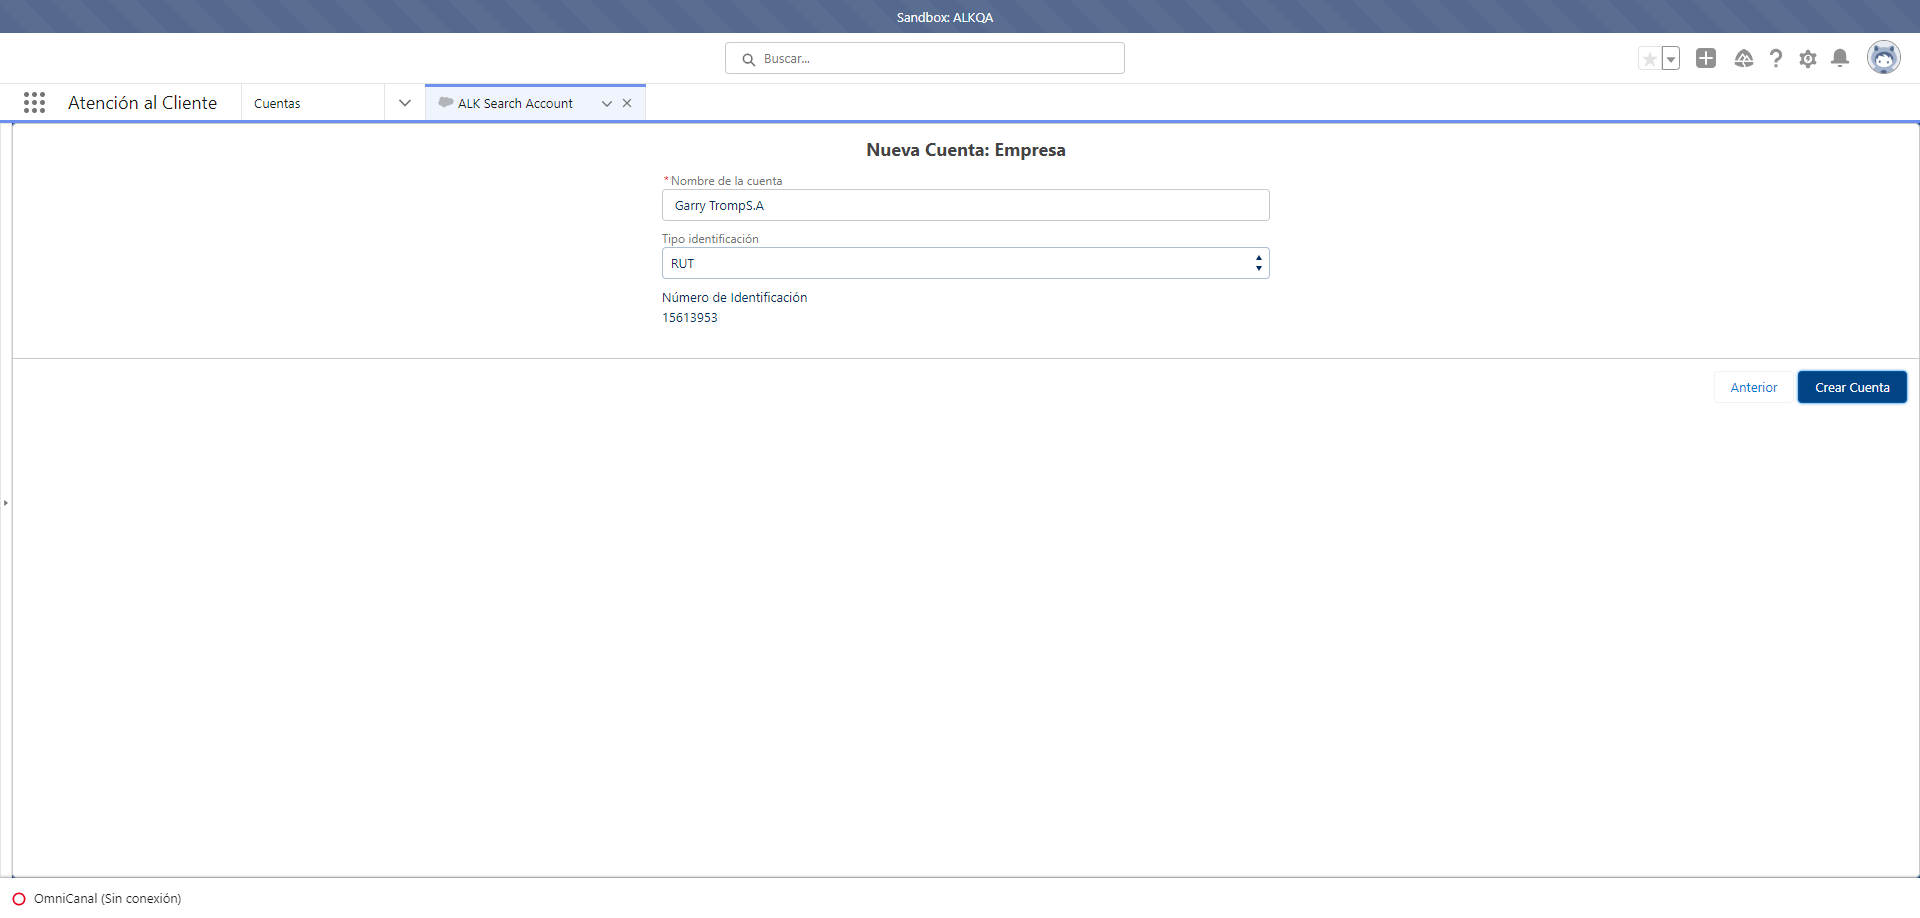 Sandbox: ALKQA
Buscar...
Atención al Cliente
Cuentas
ALK Search Account
Nueva Cuenta: Empresa
*Nombre de la cuenta
Garry TrompS.A
Tipo identificación
RUT
Número de Identificación
15613953
Anterior
Crear Cuenta
OmniCanal (Sin conexión)